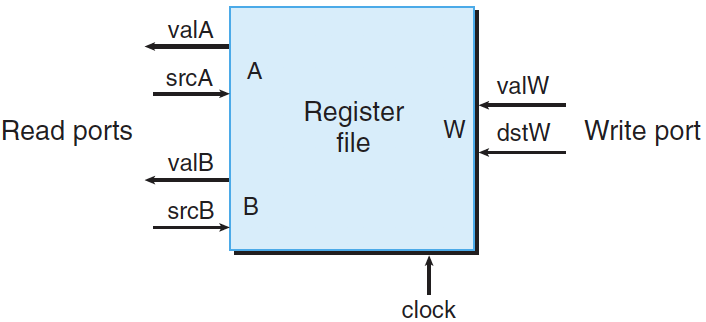 valA
srcA
A
Read ports
valB
srcB
B
Register
file
W
valW
dstW
Write port
clock